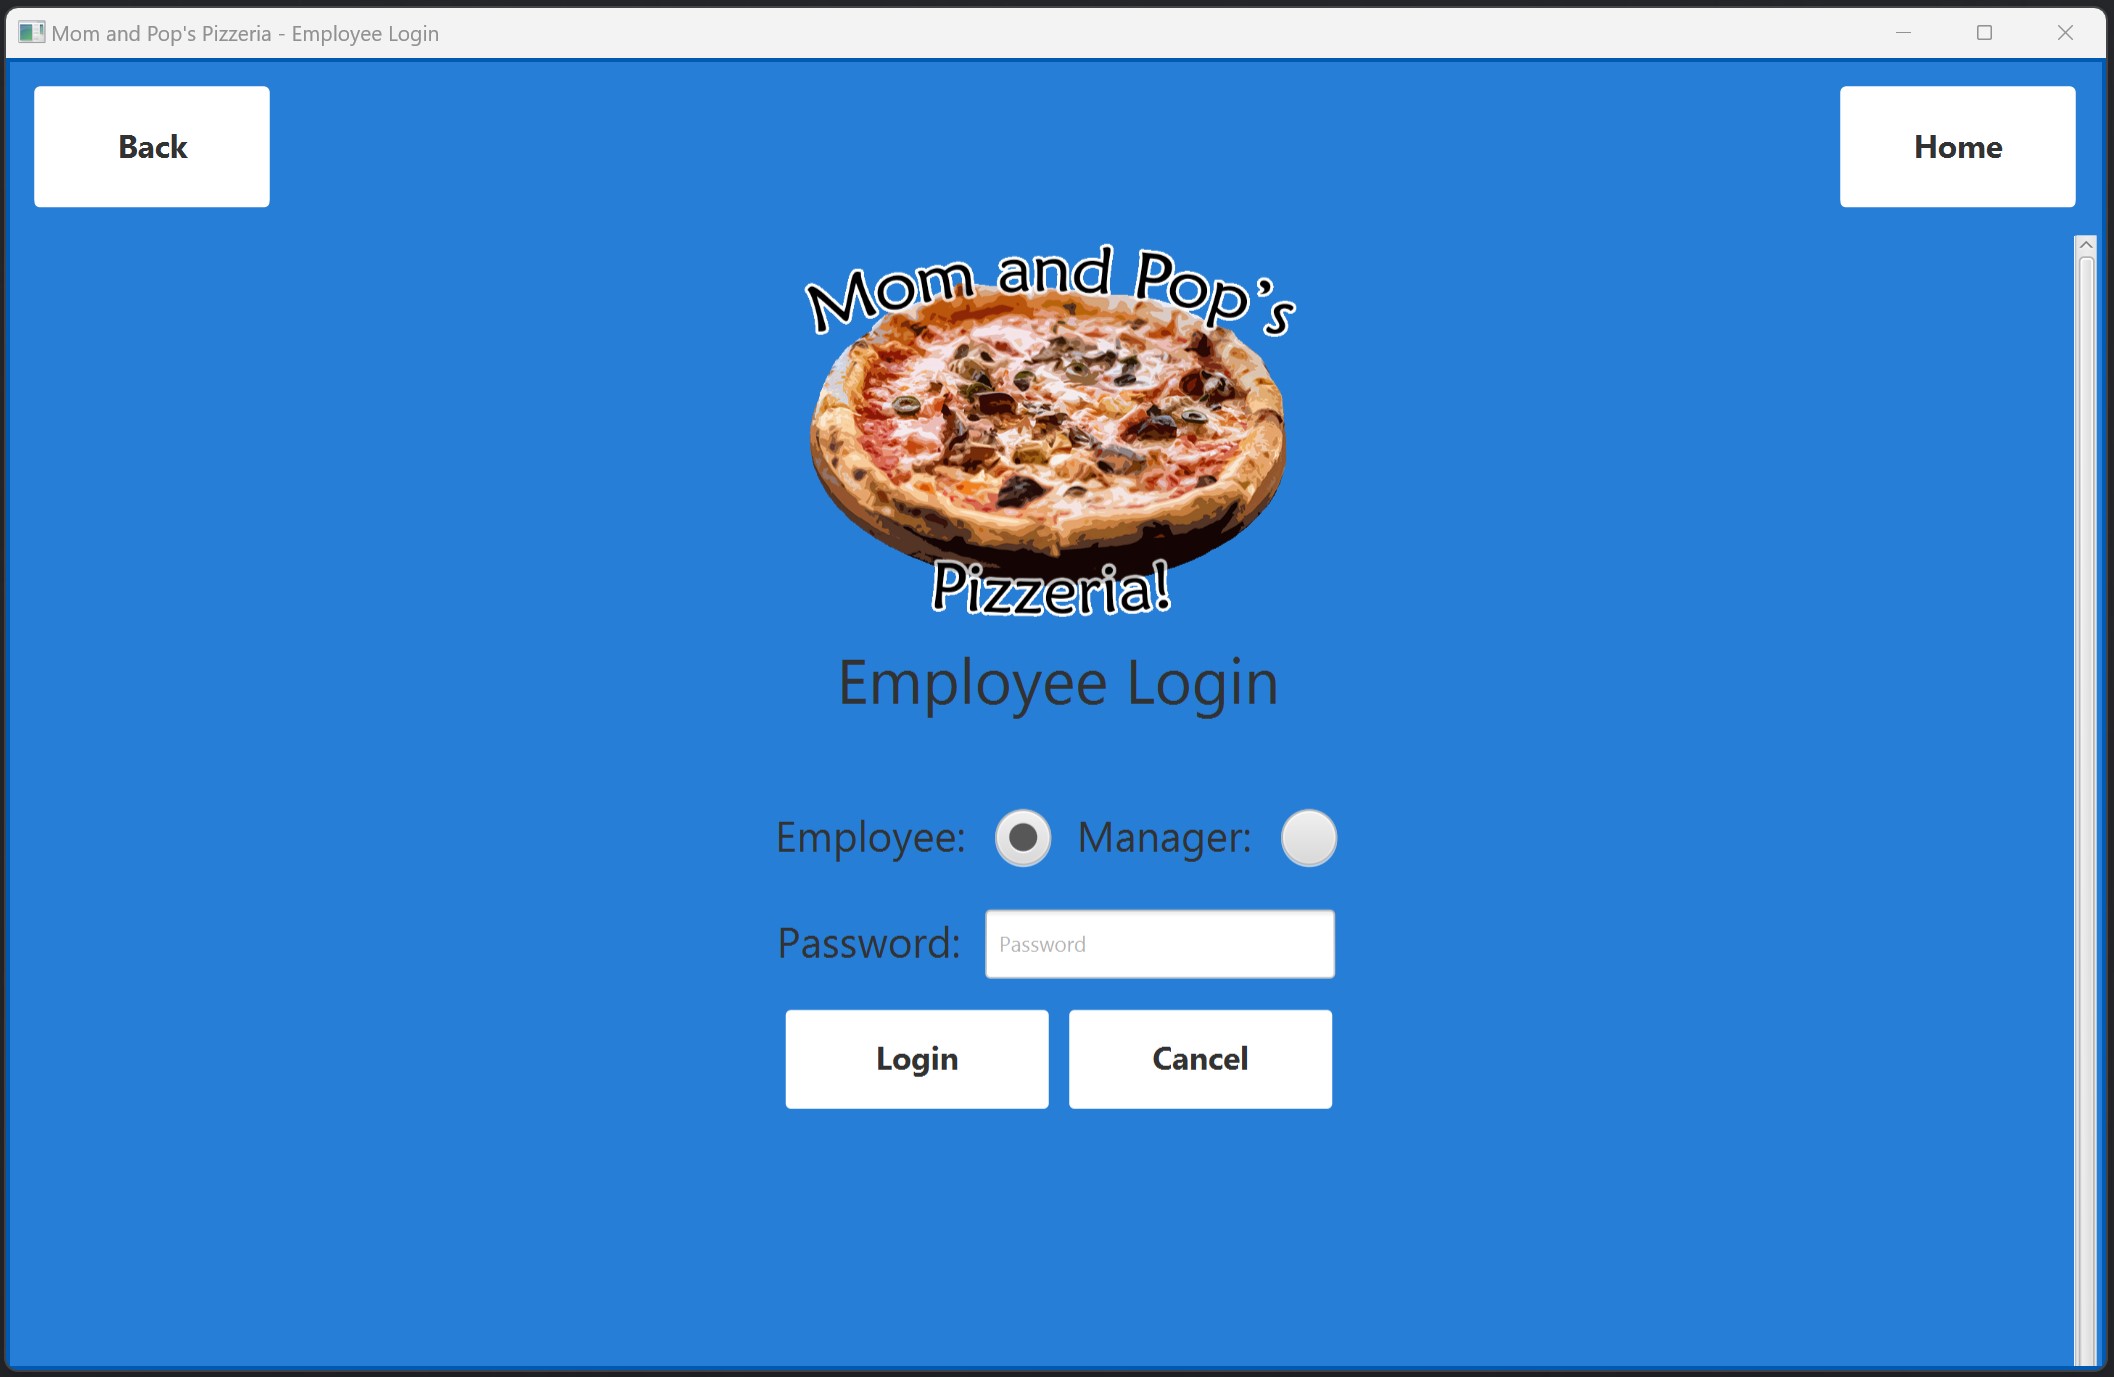 Mom and Pop's Pizzeria - Employee Login
Back
Home
Mom and Pop's
Pizzeria!
Employee Login
Employee: Manager:
Password: Password
Login Cancel